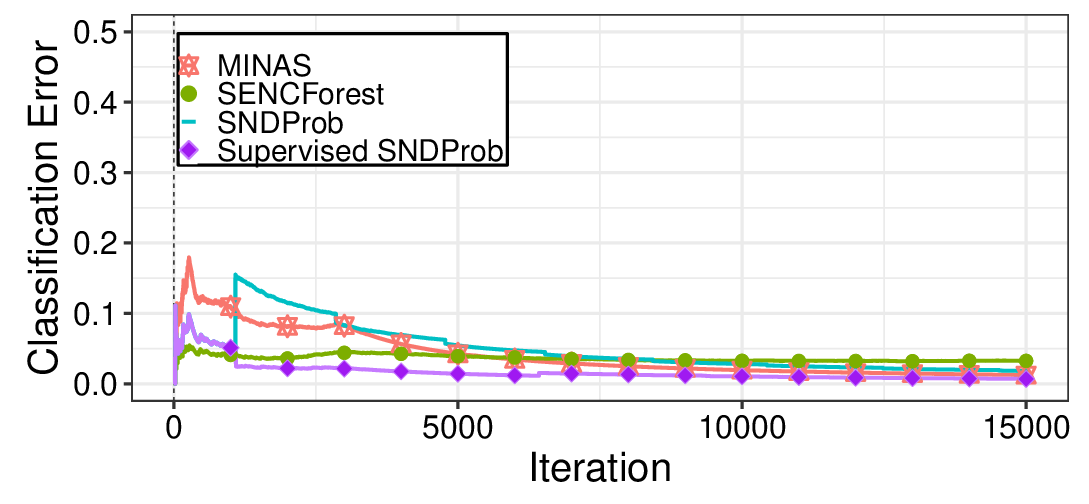 Classification Error
0.5
0.4
0.3
0.2
0.1
0.0
MINAS
SENCForest
SNDProb
Supervised SNDProb
0 5000 10000 15000
Iteration